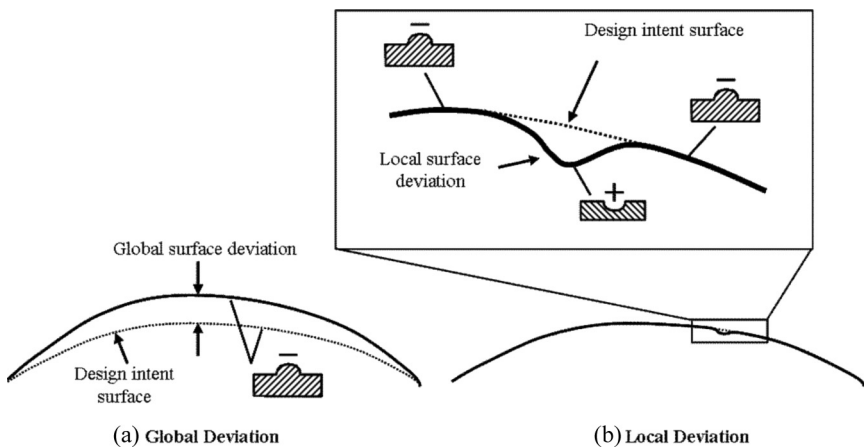 −
Design intent surface
−
Local surface
deviation
+
Global surface deviation
Design intent
surface
−
(a) Global Deviation
(b) Local Deviation